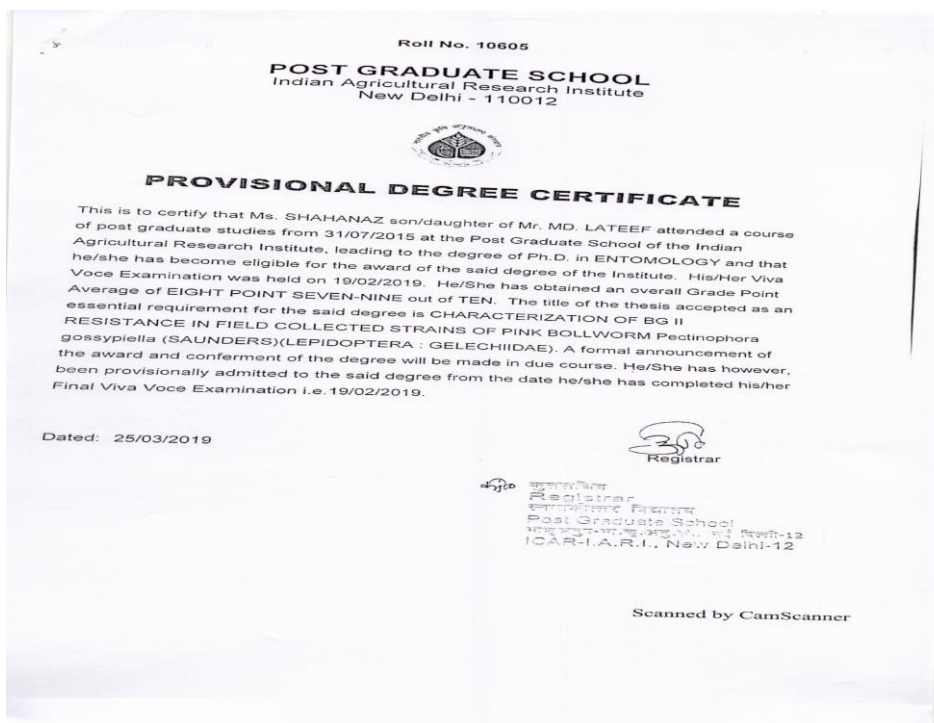 Roll No. 10605
POST GRADUATE SCHOOL
Indian Agricultural Research Institute
New Delhi - 110012
PROVISIONAL DEGREE CERTIFICATE
This is to certify that Ms. SHAHANAZ son/daughter of Mr. MD. LATEEF attended a course
of post graduate studies from 31/07/2015 at the Post Graduate School of the Indian
Agricultural Research Institute, leading to the degree of Ph.D. in ENTOMOLOGY and that
he/she has become eligible for the award of the said degree of the Institute. His/Her Viva
Voce Examination was held on 19/02/2019. He/She has obtained an overall Grade Point
Average of EIGHT POINT SEVEN-NINE out of TEN. The title of the thesis accepted as an
essential requirement for the said degree is CHARACTERIZATION OF BG II
RESISTANCE IN FIELD COLLECTED STRAINS OF PINK BOLLWORM Pectinophora
gossypiella (SAUNDERS)(LEPIDOPTERA : GELECHIIDAE). A formal announcement of
the award and conferment of the degree will be made in due course. He/She has however,
been provisionally admitted to the said degree from the date he/she has completed his/her
Final Viva Voce Examination i.e.19/02/2019.
Dated: 25/03/2019
Registrar
कुलसचिव
Registrar
Post Graduate School
नई दिल्ली-12
ICAR-I.A.R.I., New Delhi-12
Scanned by CamScanner